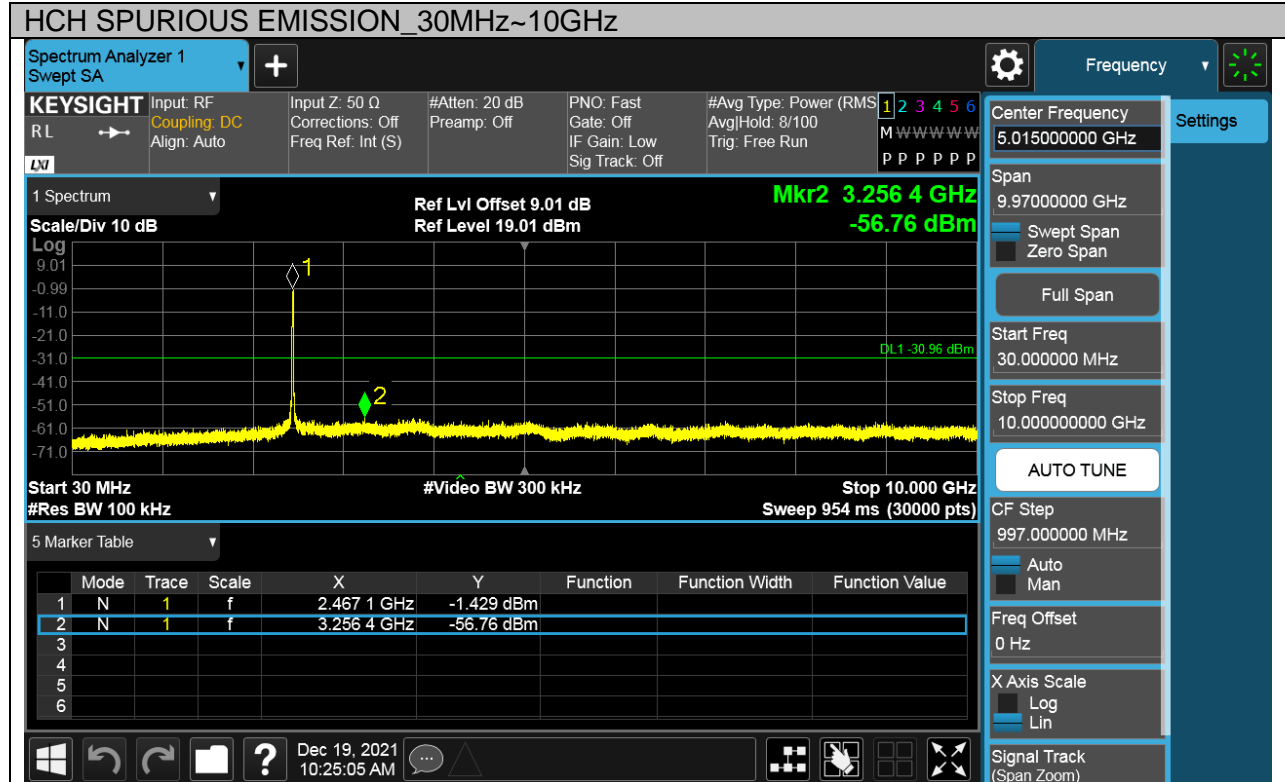 HCH SPURIOUS EMISSION_30MHz~10GHz
Spectrum Analyzer 1
Swept SA
Frequency
KEYSIGHT
RL
LXI
Input: RF
Coupling: DC
Align: Auto
Input Z: 50 Ω
Corrections: Off
Freq Ref: Int (S)
#Atten: 20 dB
Preamp: Off
PNO: Fast
Gate: Off
IF Gain: Low
Sig Track: Off
#Avg Type: Power (RMS
Avg|Hold: 8/100
Trig: Free Run
1 2 3 4 5 6
M W W W W W
P P P P P P
1 Spectrum
Scale/Div 10 dB
Ref Lvl Offset 9.01 dB
Ref Level 19.01 dBm
Mkr2 3.256 4 GHz
-56.76 dBm
Log
9.01
-0.99
-11.0
-21.0
-31.0
-41.0
-51.0
-61.0
-71.0
1
2
DL1 -30.96 dBm
Start 30 MHz
#Res BW 100 kHz
#Video BW 300 kHz
Stop 10.000 GHz
Sweep 954 ms (30000 pts)
5 Marker Table
Mode Trace Scale X Y Function Function Width Function Value
1 N 1 f 2.467 1 GHz -1.429 dBm
2 N 1 f 3.256 4 GHz -56.76 dBm
3
4
5
6
Dec 19, 2021
10:25:05 AM
?
Center Frequency
5.015000000 GHz
Settings
Span
9.97000000 GHz
Swept Span
Zero Span
Full Span
Start Freq
30.000000 MHz
Stop Freq
10.000000000 GHz
AUTO TUNE
CF Step
997.000000 MHz
Auto
Man
Freq Offset
0 Hz
X Axis Scale
Log
Lin
Signal Track
(Span Zoom)